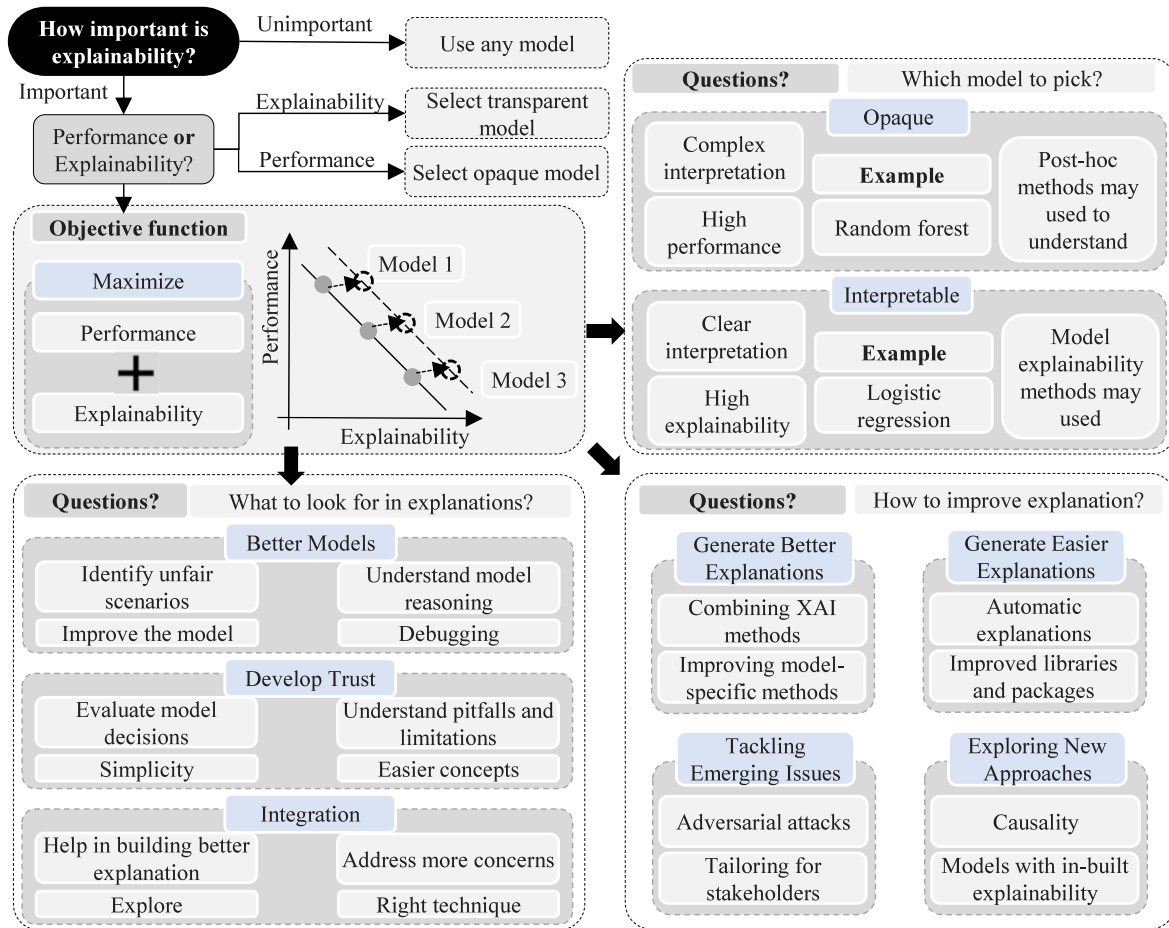 How important is
explainability?
Unimportant
Use any model
Important
Performance or
Explainability?
Explainability
Select transparent
model
Performance
Select opaque model
Objective function
Maximize
Performance
+
Explainability
Performance
Explainability
Model 1
Model 2
Model 3
Questions?
Which model to pick?
Opaque
Complex
interpretation
High
performance
Example
Random forest
Post-hoc
methods may
used to
understand
Interpretable
Clear
interpretation
High
explainability
Example
Logistic
regression
Model
explainability
methods may
used
Questions?
What to look for in explanations?
Better Models
Identify unfair
scenarios
Understand model
reasoning
Improve the model
Debugging
Develop Trust
Evaluate model
decisions
Understand pitfalls and
limitations
Simplicity
Easier concepts
Integration
Help in building better
explanation
Address more concerns
Explore
Right technique
Questions?
How to improve explanation?
Generate Better
Explanations
Combining XAI
methods
Improving model-
specific methods
Generate Easier
Explanations
Automatic
explanations
Improved libraries
and packages
Tackling
Emerging Issues
Adversarial attacks
Tailoring for
stakeholders
Exploring New
Approaches
Causality
Models with in-built
explainability